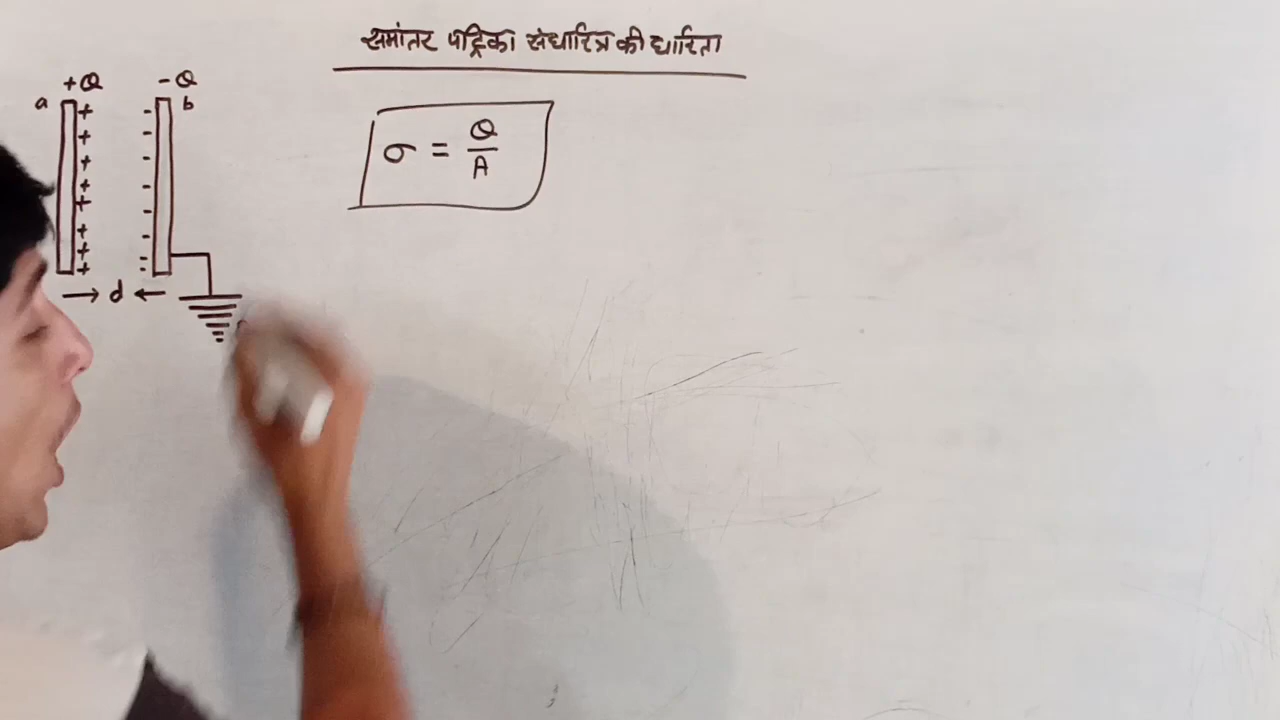 समांतर पट्टिका संधारित्र की धारिता
+Q -Q
a b
σ = Q/A
→ d ←